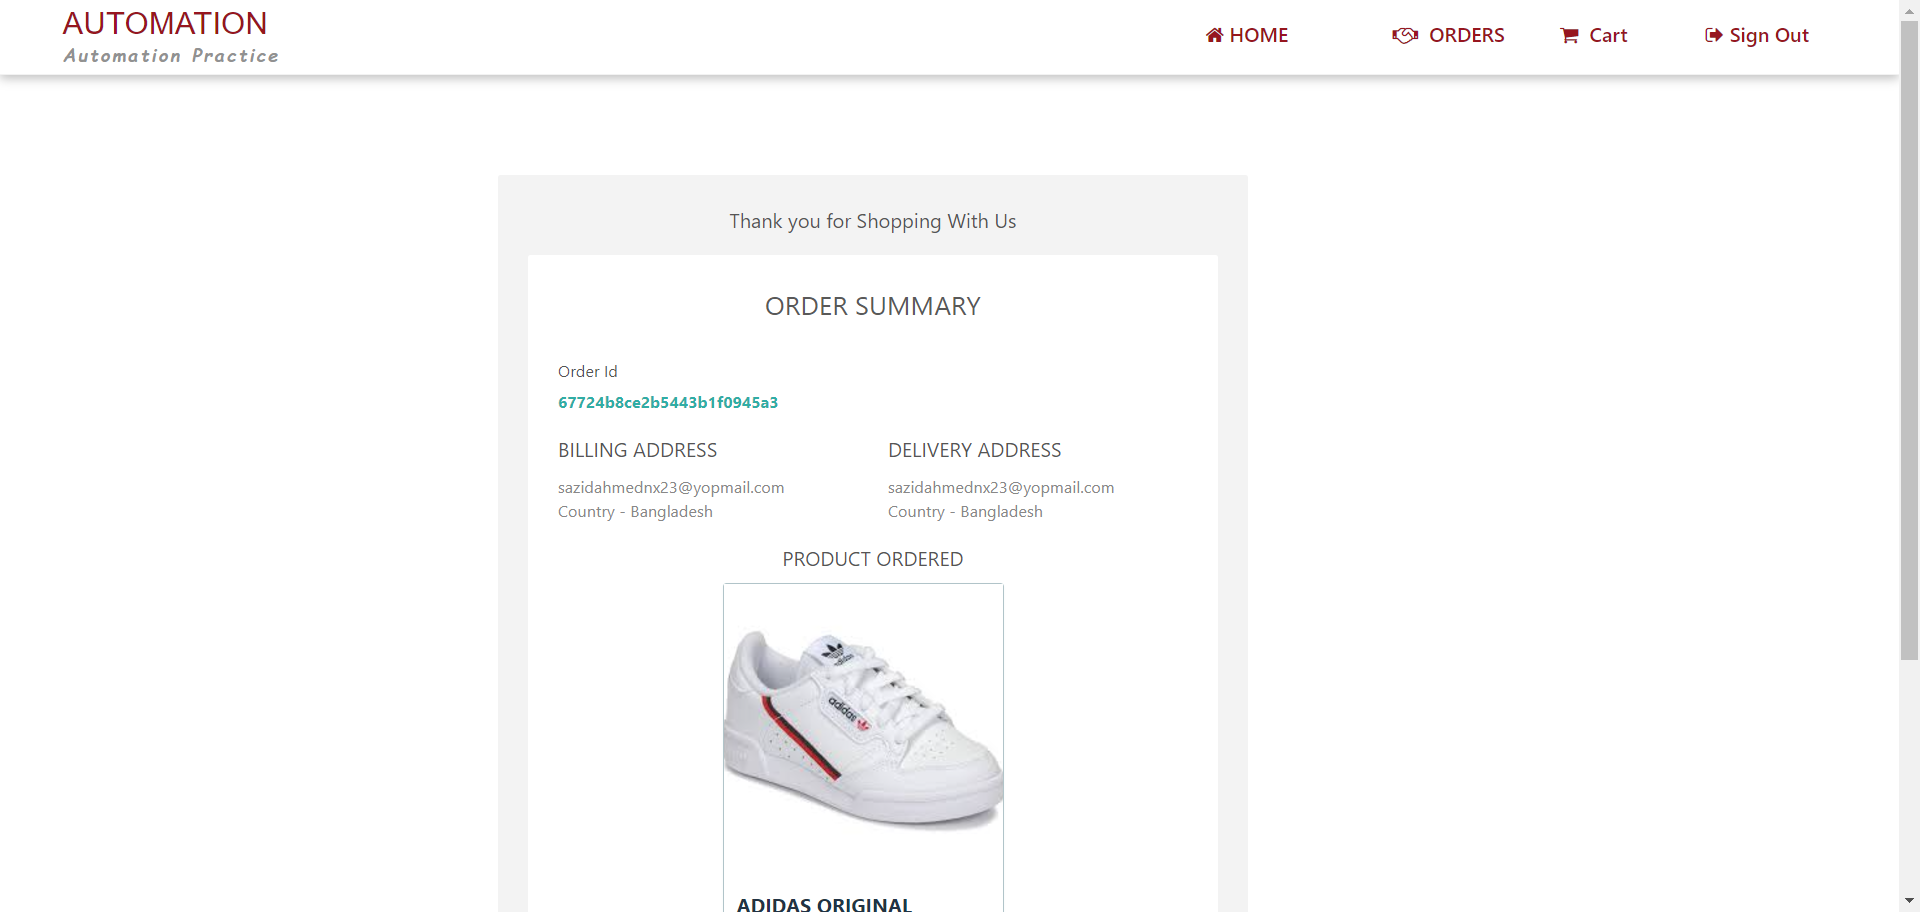 AUTOMATION
Automation Practice
HOME
ORDERS
Cart
Sign Out
Thank you for Shopping With Us
ORDER SUMMARY
Order Id
67724b8ce2b5443b1f0945a3
BILLING ADDRESS
sazidahmednx23@yopmail.com
Country - Bangladesh
DELIVERY ADDRESS
sazidahmednx23@yopmail.com
Country - Bangladesh
PRODUCT ORDERED
adidas
adidas
ADIDAS ORIGINAL